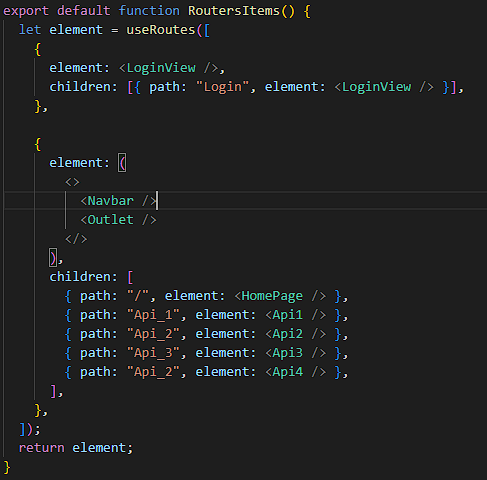 export default function RoutersItems() {
  let element = useRoutes([
    {
      element: <LoginView />,
      children: [{ path: "Login", element: <LoginView /> }],
    },

    {
      element: (
        <>
          <Navbar />
          <Outlet />
        </>
      ),
      children: [
        { path: "/", element: <HomePage /> },
        { path: "Api_1", element: <Api1 /> },
        { path: "Api_2", element: <Api2 /> },
        { path: "Api_3", element: <Api3 /> },
        { path: "Api_2", element: <Api4 /> },
      ],
    },
  ]);
  return element;
}